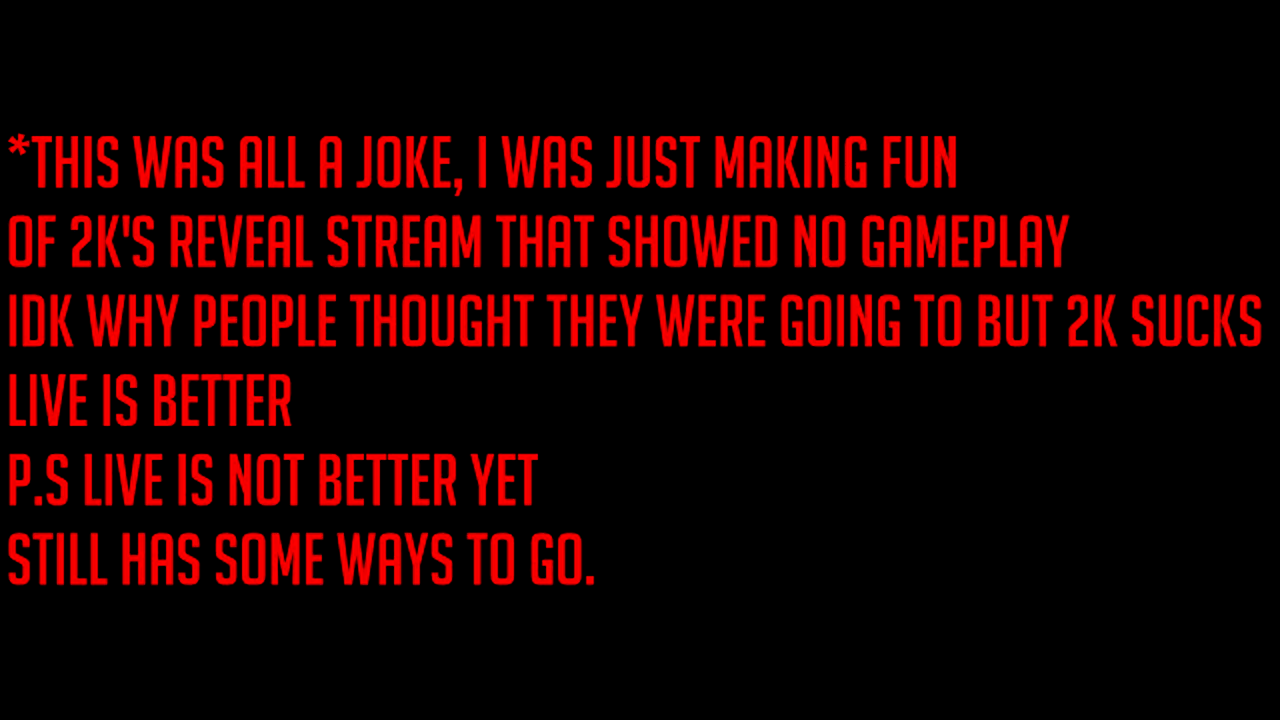 *THIS WAS ALL A JOKE, I WAS JUST MAKING FUN
OF 2K'S REVEAL STREAM THAT SHOWED NO GAMEPLAY
IDK WHY PEOPLE THOUGHT THEY WERE GOING TO BUT 2K SUCKS
LIVE IS BETTER
P.S LIVE IS NOT BETTER YET
STILL HAS SOME WAYS TO GO.